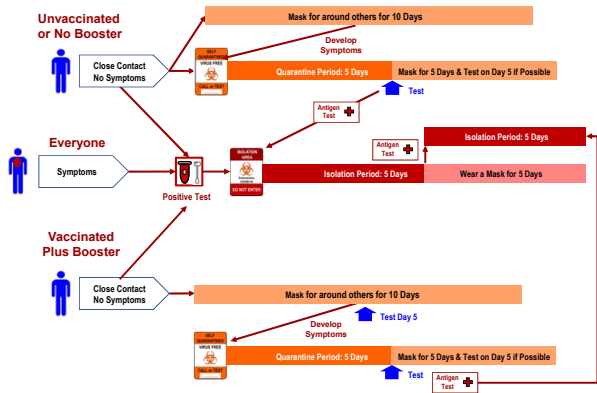 Unvaccinated
or No Booster
Mask for around others for 10 Days
Close Contact
No Symptoms
Develop
Symptoms
SELF
QUARANTINED
VIRUS FREE
CALL or TEXT
Quarantine Period: 5 Days
Mask for 5 Days & Test on Day 5 if Possible
Test
Antigen
Test
Everyone
Symptoms
Positive Test
ISOLATION
AREA
Coronavirus
COVID-19
DO NOT ENTER
Antigen
Test
Isolation Period: 5 Days
Isolation Period: 5 Days
Wear a Mask for 5 Days
Vaccinated
Plus Booster
Close Contact
No Symptoms
Mask for around others for 10 Days
Test Day 5
Develop
Symptoms
SELF
QUARANTINED
VIRUS FREE
CALL or TEXT
Quarantine Period: 5 Days
Mask for 5 Days & Test on Day 5 if Possible
Test
Antigen
Test